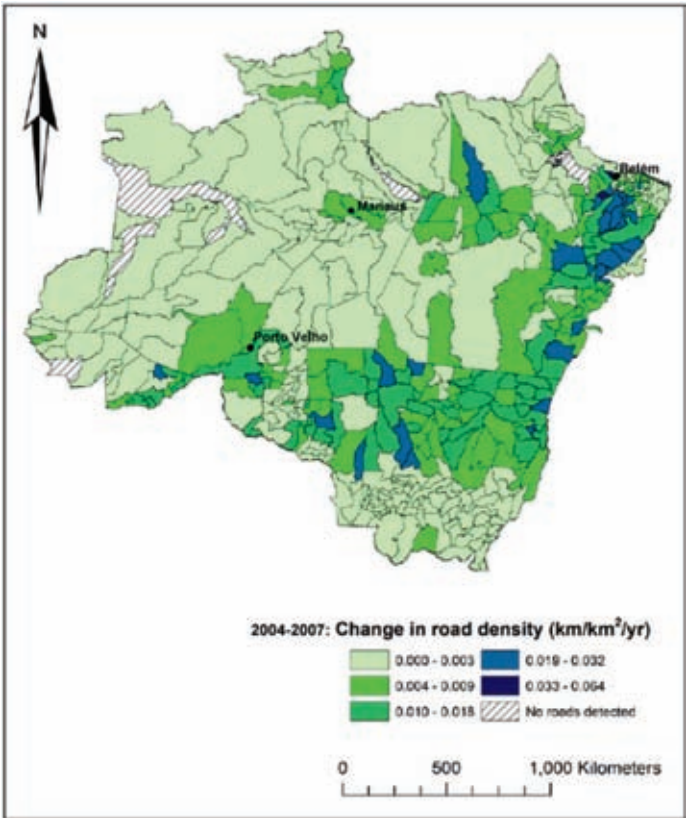 N
Belém
Manaus
Porto Velho
2004-2007: Change in road density (km/km²/yr)
0.000 - 0.003 0.019 - 0.032
0.004 - 0.009 0.033 - 0.064
0.010 - 0.018 No roads detected
0 500 1,000 Kilometers